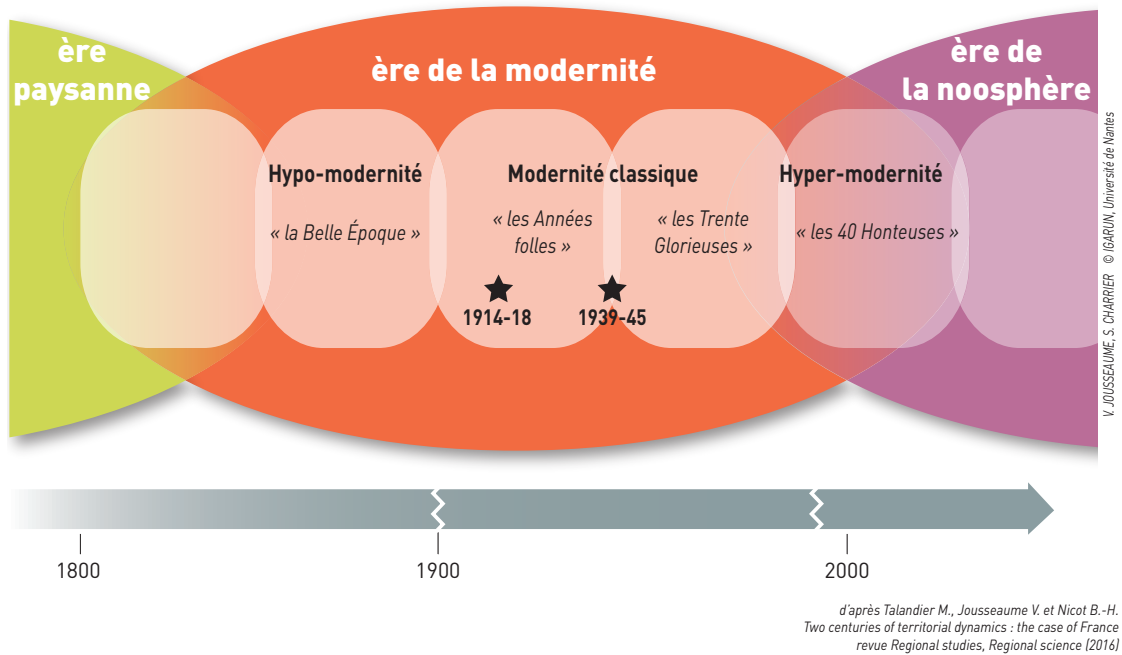 ère
paysanne
ère de la modernité
ère de
la noosphère
Hypo-modernité
« la Belle Époque »
Modernité classique
« les Années
folles »
« les Trente
Glorieuses »
Hyper-modernité
« les 40 Honteuses »
1914-18
1939-45
V. JOUSSEAUME, S. CHARRIER © IGARUN, Université de Nantes
1800
1900
2000
d'après Talandier M., Jousseaume V. et Nicot B.-H.
Two centuries of territorial dynamics : the case of France
revue Regional studies, Regional science (2016)